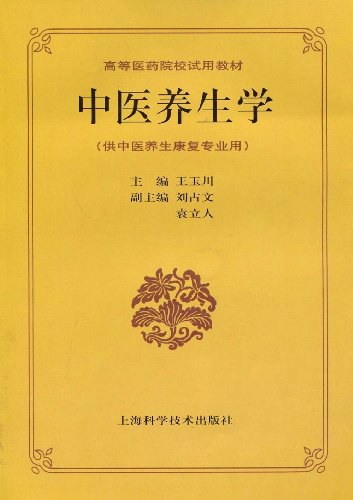 高等医药院校试用教材
中医养生学
(供中医养生康复专业用)
主 编 王玉川
副主编 刘占文
袁立人
上海科学技术出版社